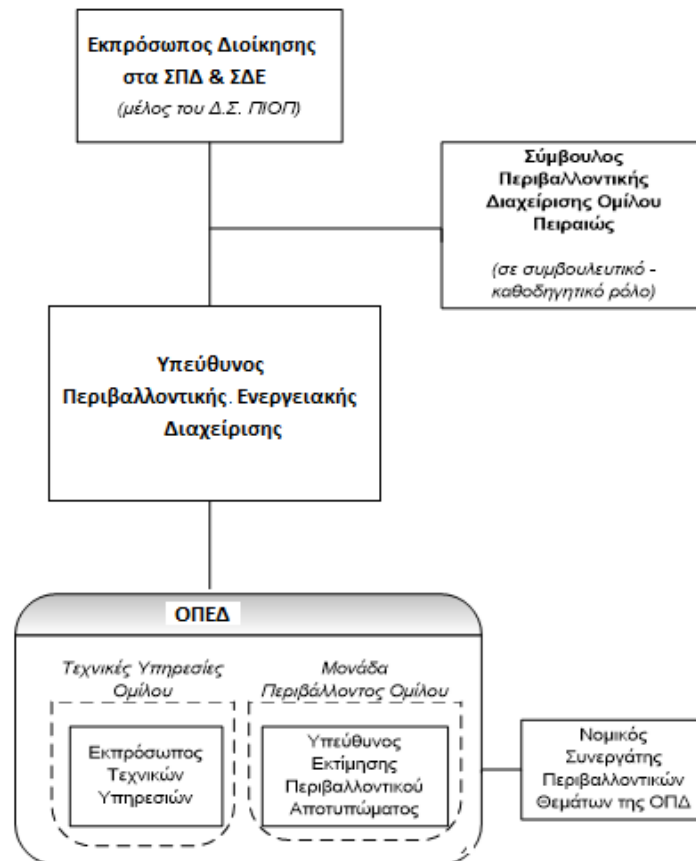 Εκπρόσωπος Διοίκησης
στα ΣΠΔ & ΣΔΕ
(μέλος του Δ.Σ. ΠΙΟΠ)
Σύμβουλος
Περιβαλλοντικής
Διαχείρισης Ομίλου
Πειραιώς
(σε συμβουλευτικό -
καθοδηγητικό ρόλο)
Υπεύθυνος
Περιβαλλοντικής. Ενεργειακής
Διαχείρισης
ΟΠΕΔ
Τεχνικές Υπηρεσίες
Ομίλου
Μονάδα
Περιβάλλοντος Ομίλου
Εκπρόσωπος
Τεχνικών
Υπηρεσιών
Υπεύθυνος
Εκτίμησης
Περιβαλλοντικού
Αποτυπώματος
Νομικός
Συνεργάτης
Περιβαλλοντικών
Θεμάτων της ΟΠΔ